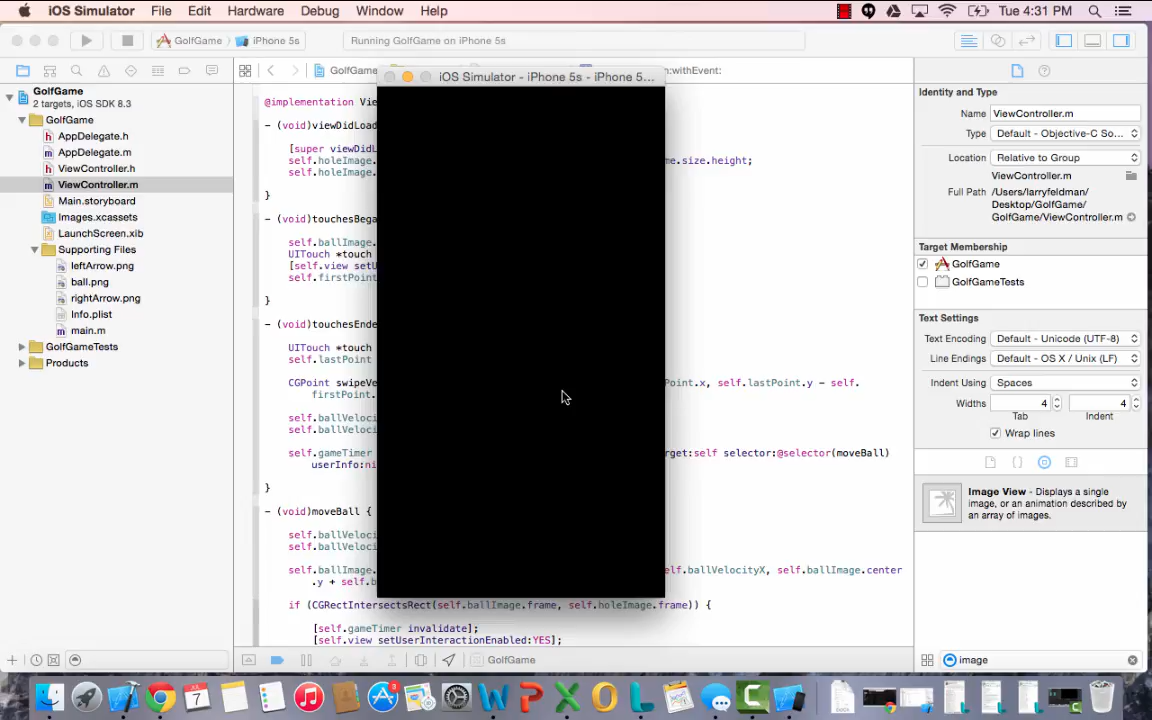 iOS Simulator File Edit Hardware Debug Window Help Tue 4:31 PM
GolfGame iPhone 5s Running GolfGame on iPhone 5s
GolfGame
2 targets, iOS SDK 8.3
GolfGame
AppDelegate.h
AppDelegate.m
ViewController.h
ViewController.m
Main.storyboard
Images.xcassets
LaunchScreen.xib
Supporting Files
leftArrow.png
ball.png
rightArrow.png
Info.plist
main.m
GolfGameTests
Products
GolfGame
iOS Simulator - iPhone 5s - iPhone 5...
:withEvent:
@implementation Vie
- (void)viewDidLoad
[super viewDidL
self.holeImage. me.size.height;
self.holeImage.
}
- (void)touchesBega
self.ballImage.
UITouch *touch
[self.view setU
self.firstPoint
}
- (void)touchesEnde
UITouch *touch
self.lastPoint
CGPoint swipeVe Point.x, self.lastPoint.y - self.
firstPoint.
self.ballVeloci
self.ballVeloci
self.gameTimer rget:self selector:@selector(moveBall)
userInfo:ni
}
- (void)moveBall {
self.ballVeloci
self.ballVeloci
self.ballImage. self.ballVelocityX, self.ballImage.center
.y + self.b
if (CGRectIntersectsRect(self.ballImage.frame, self.holeImage.frame)) {
[self.gameTimer invalidate];
[self.view setUserInteractionEnabled:YES];
GolfGame
Identity and Type
Name ViewController.m
Type Default - Objective-C So...
Location Relative to Group
ViewController.m
Full Path /Users/larryfeldman/
Desktop/GolfGame/
GolfGame/ViewController.m
Target Membership
GolfGame
GolfGameTests
Text Settings
Text Encoding Default - Unicode (UTF-8)
Line Endings Default - OS X / Unix (LF)
Indent Using Spaces
Widths 4 4
Tab Indent
Wrap lines
Image View - Displays a single
image, or an animation described by
an array of images.
image
7
3